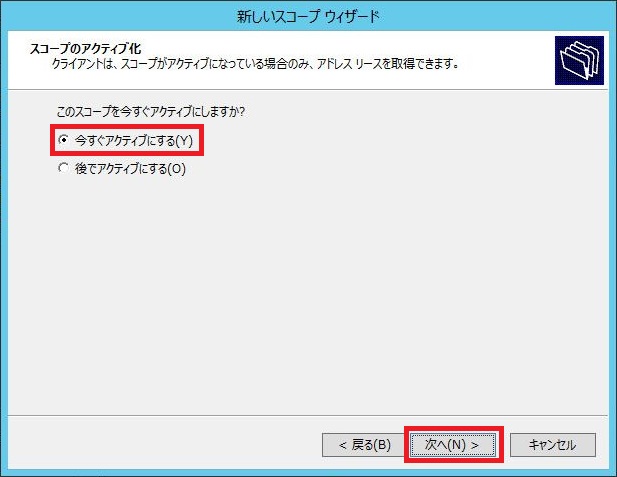 新しいスコープ ウィザード
スコープのアクティブ化
クライアントは、スコープがアクティブになっている場合のみ、アドレス リースを取得できます。
このスコープを今すぐアクティブにしますか?
今すぐアクティブにする(Y)
後でアクティブにする(O)
< 戻る(B)
次へ(N) >
キャンセル